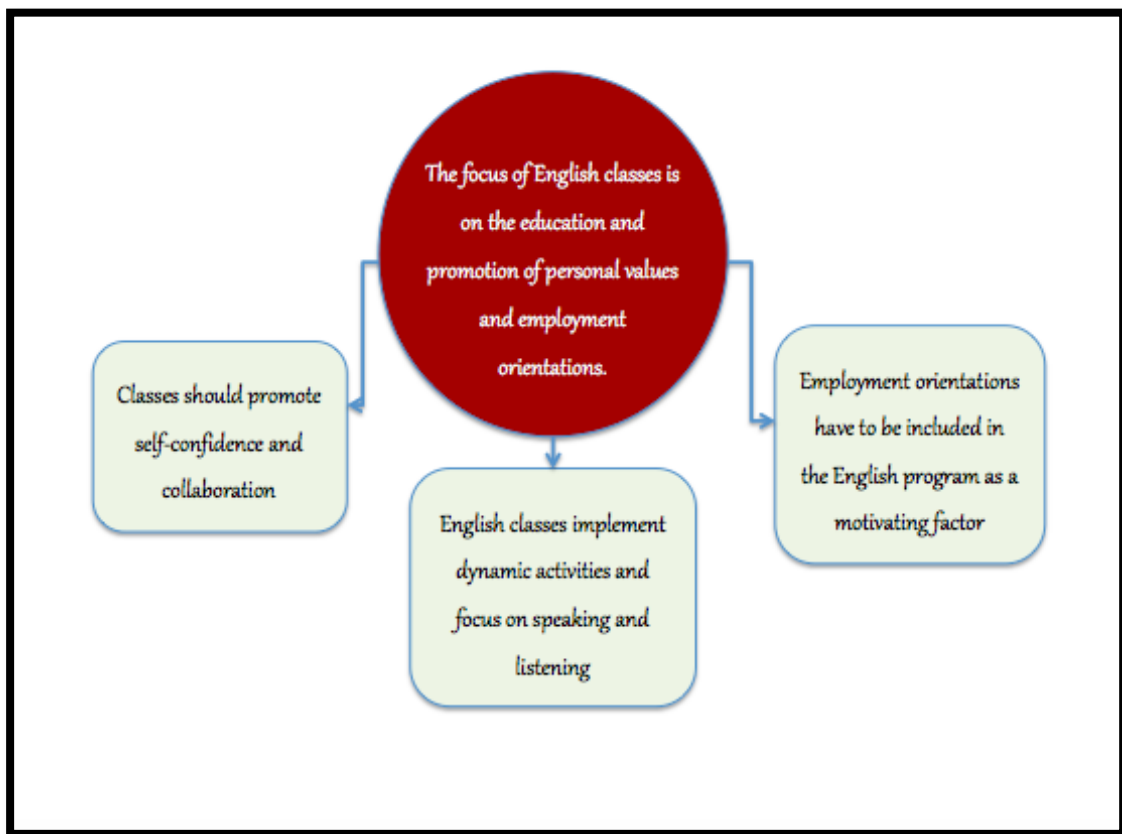 The focus of English classes is
on the education and
promotion of personal values
and employment
orientations.
Classes should promote
self-confidence and
collaboration
English classes implement
dynamic activities and
focus on speaking and
listening
Employment orientations
have to be included in
the English program as a
motivating factor